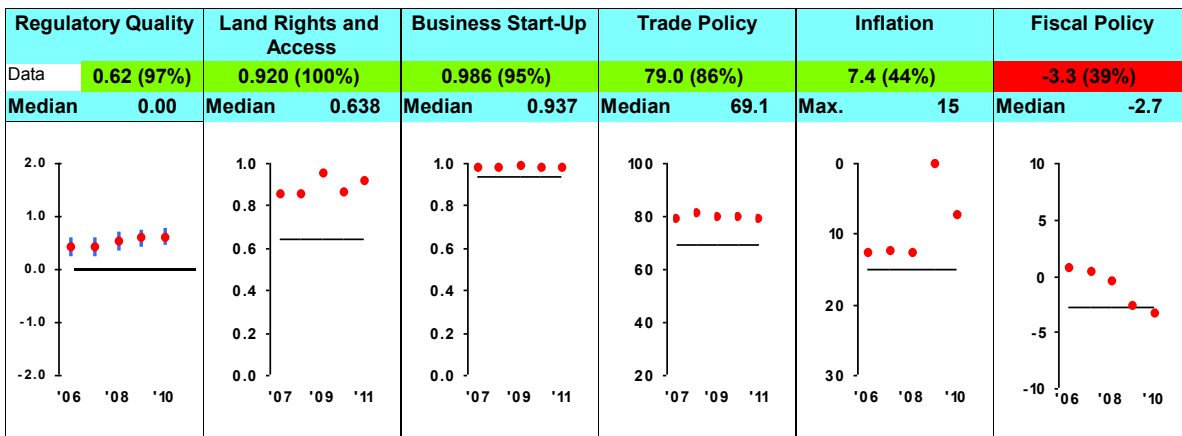 Regulatory Quality
Data 0.62 (97%)
Median 0.00
2.0
1.0
0.0
-1.0
-2.0
'06 '08 '10
Land Rights and
Access
0.920 (100%)
Median 0.638
1.0
0.8
0.6
0.4
0.2
0.0
'07 '09 '11
Business Start-Up
0.986 (95%)
Median 0.937
1.0
0.8
0.6
0.4
0.2
0.0
'07 '09 '11
Trade Policy
79.0 (86%)
Median 69.1
100
80
60
40
20
'07 '09 '11
Inflation
7.4 (44%)
Max. 15
0
10
20
30
'06 '08 '10
Fiscal Policy
-3.3 (39%)
Median -2.7
10
5
0
-5
-10
'06 '08 '10